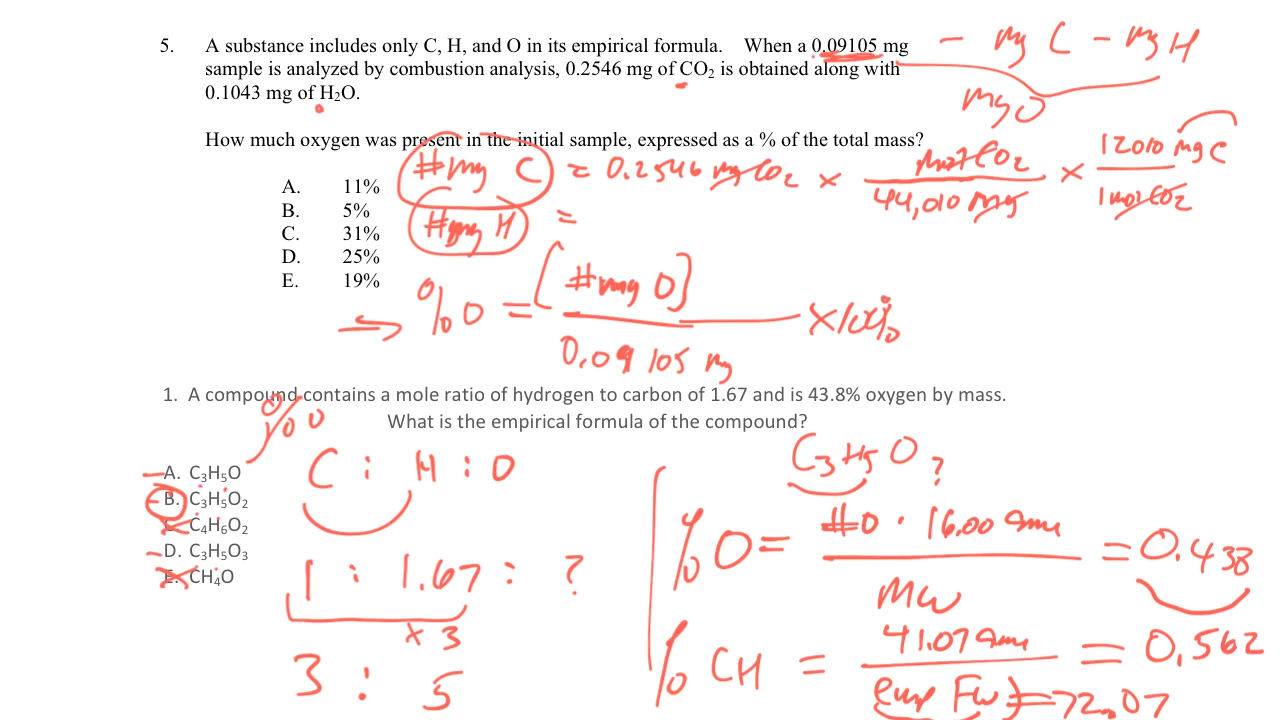 5. A substance includes only C, H, and O in its empirical formula. When a 0.09105 mg
sample is analyzed by combustion analysis, 0.2546 mg of CO₂ is obtained along with
0.1043 mg of H₂O.
- mg C - mg H
mg O
How much oxygen was present in the initial sample, expressed as a % of the total mass?
A. 11%
B. 5%
C. 31%
D. 25%
E. 19%
#mg C = 0.2546 mg CO₂ × mol CO₂ / 44,010 mg × 12010 mg C / 1 mol CO₂
#mg H =
→ %O = [#mg O] / 0.09105 mg × 100%
1. A compound contains a mole ratio of hydrogen to carbon of 1.67 and is 43.8% oxygen by mass.
What is the empirical formula of the compound?
%O
A. C₃H₅O
B. C₃H₅O₂
C. C₄H₆O₂
D. C₃H₅O₃
E. CH₄O
C : H : O
1 : 1.67 : ?
× 3
3 : 5
C₃H₅O ?
%O = #O · 16.00 amu / MW = 0.438
% CH = 41.07 amu / emp FW = 0.562
= 72.07